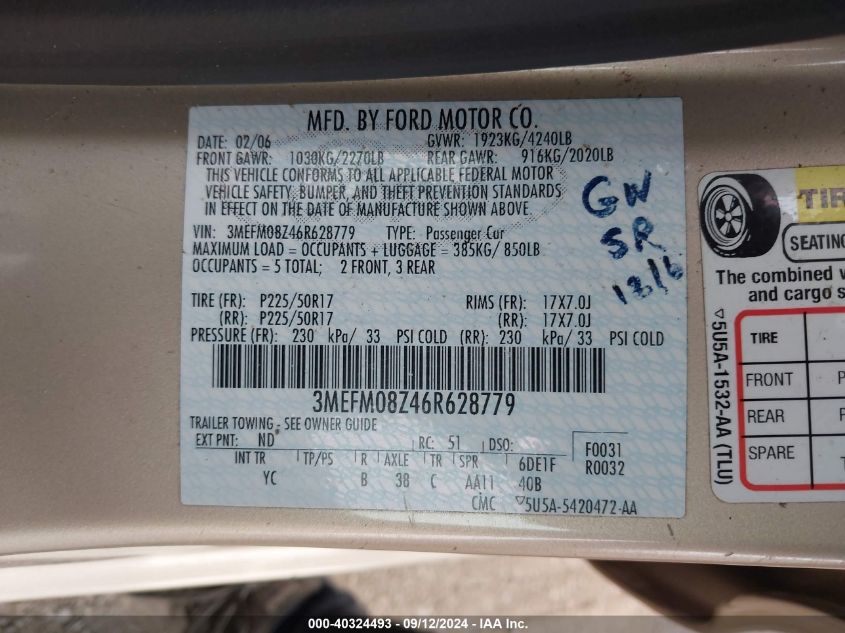 MFD. BY FORD MOTOR CO.
DATE: 02/06 GVWR: 1923KG/4240LB
FRONT GAWR: 1030KG/2270LB REAR GAWR: 916KG/2020LB
THIS VEHICLE CONFORMS TO ALL APPLICABLE FEDERAL MOTOR
VEHICLE SAFETY, BUMPER, AND THEFT PREVENTION STANDARDS
IN EFFECT ON THE DATE OF MANUFACTURE SHOWN ABOVE.
VIN: 3MEFM08Z46R628779 TYPE: Passenger Car
MAXIMUM LOAD = OCCUPANTS + LUGGAGE = 385KG/ 850LB
OCCUPANTS = 5 TOTAL; 2 FRONT, 3 REAR
GW
SR
12/6
TIRE (FR): P225/50R17 RIMS (FR): 17X7.0J
(RR): P225/50R17 (RR): 17X7.0J
PRESSURE (FR): 230 kPa/ 33 PSI COLD (RR): 230 kPa/ 33 PSI COLD
3MEFM08Z46R628779
TRAILER TOWING - SEE OWNER GUIDE
EXT PNT: ND RC: 51 DSO: F0031
R0032
INT TR TP/PS R AXLE TR SPR 6DE1F
YC B 38 C AA11 40B
CMC ▽5U5A-5420472-AA
TIR
SEATING
The combined
and cargo s
▽5U5A-1532-AA (TLU)
TIRE
FRONT P
REAR
SPARE T
000-40324493 - 09/12/2024 - IAA Inc.